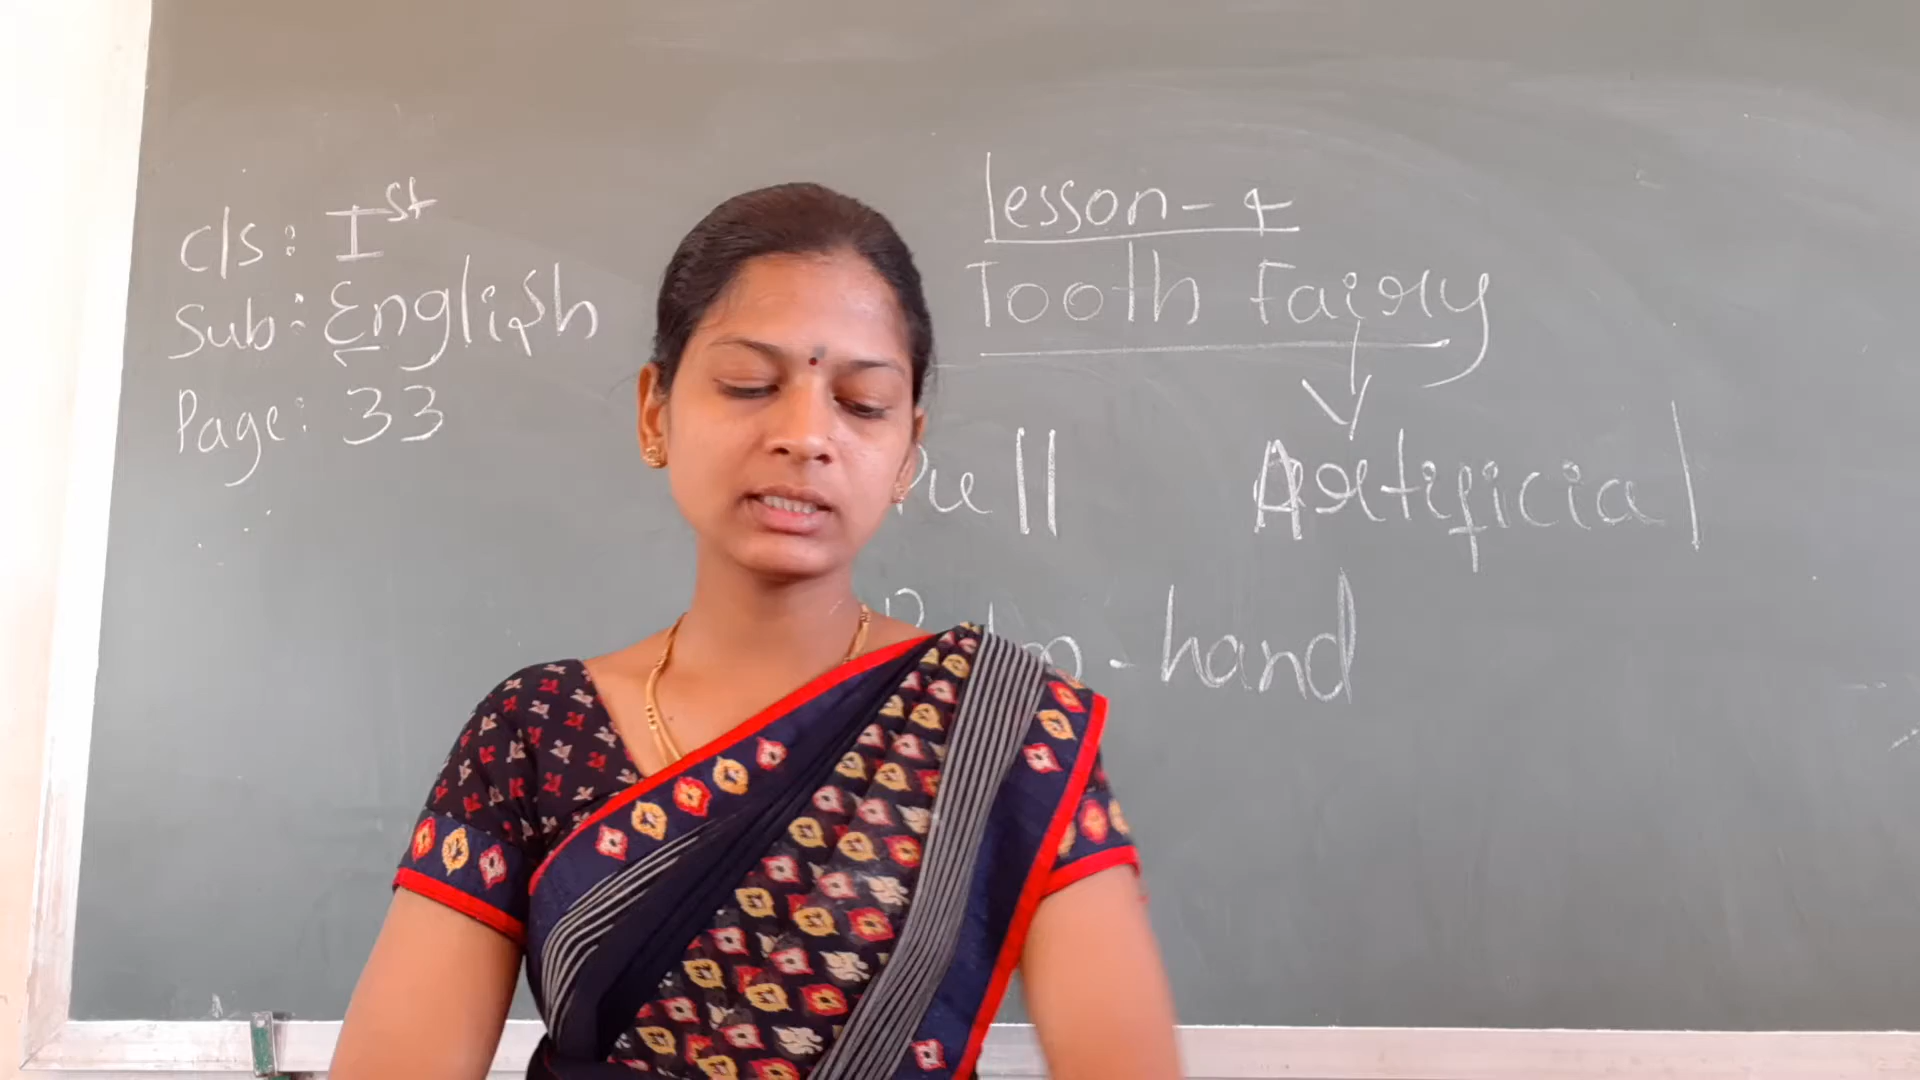 cls: Ist
Sub: English
Page: 33
lesson-4
Tooth Fairy
Pull
Artificial
hand